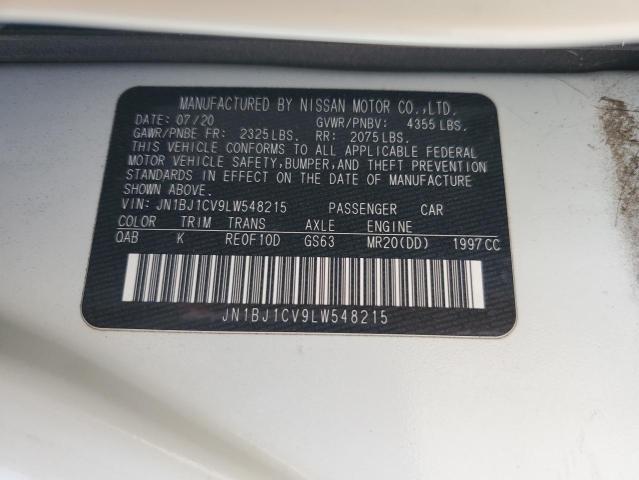 MANUFACTURED BY NISSAN MOTOR CO.,LTD.
DATE: 07/20 GVWR/PNBV: 4355 LBS.
GAWR/PNBE FR: 2325 LBS. RR: 2075 LBS.
THIS VEHICLE CONFORMS TO ALL APPLICABLE FEDERAL
MOTOR VEHICLE SAFETY, BUMPER, AND THEFT PREVENTION
STANDARDS IN EFFECT ON THE DATE OF MANUFACTURE
SHOWN ABOVE.
VIN: JN1BJ1CV9LW548215 PASSENGER CAR
COLOR TRIM TRANS AXLE ENGINE
QAB K RE0F10D GS63 MR20(DD) 1997CC
JN1BJ1CV9LW548215